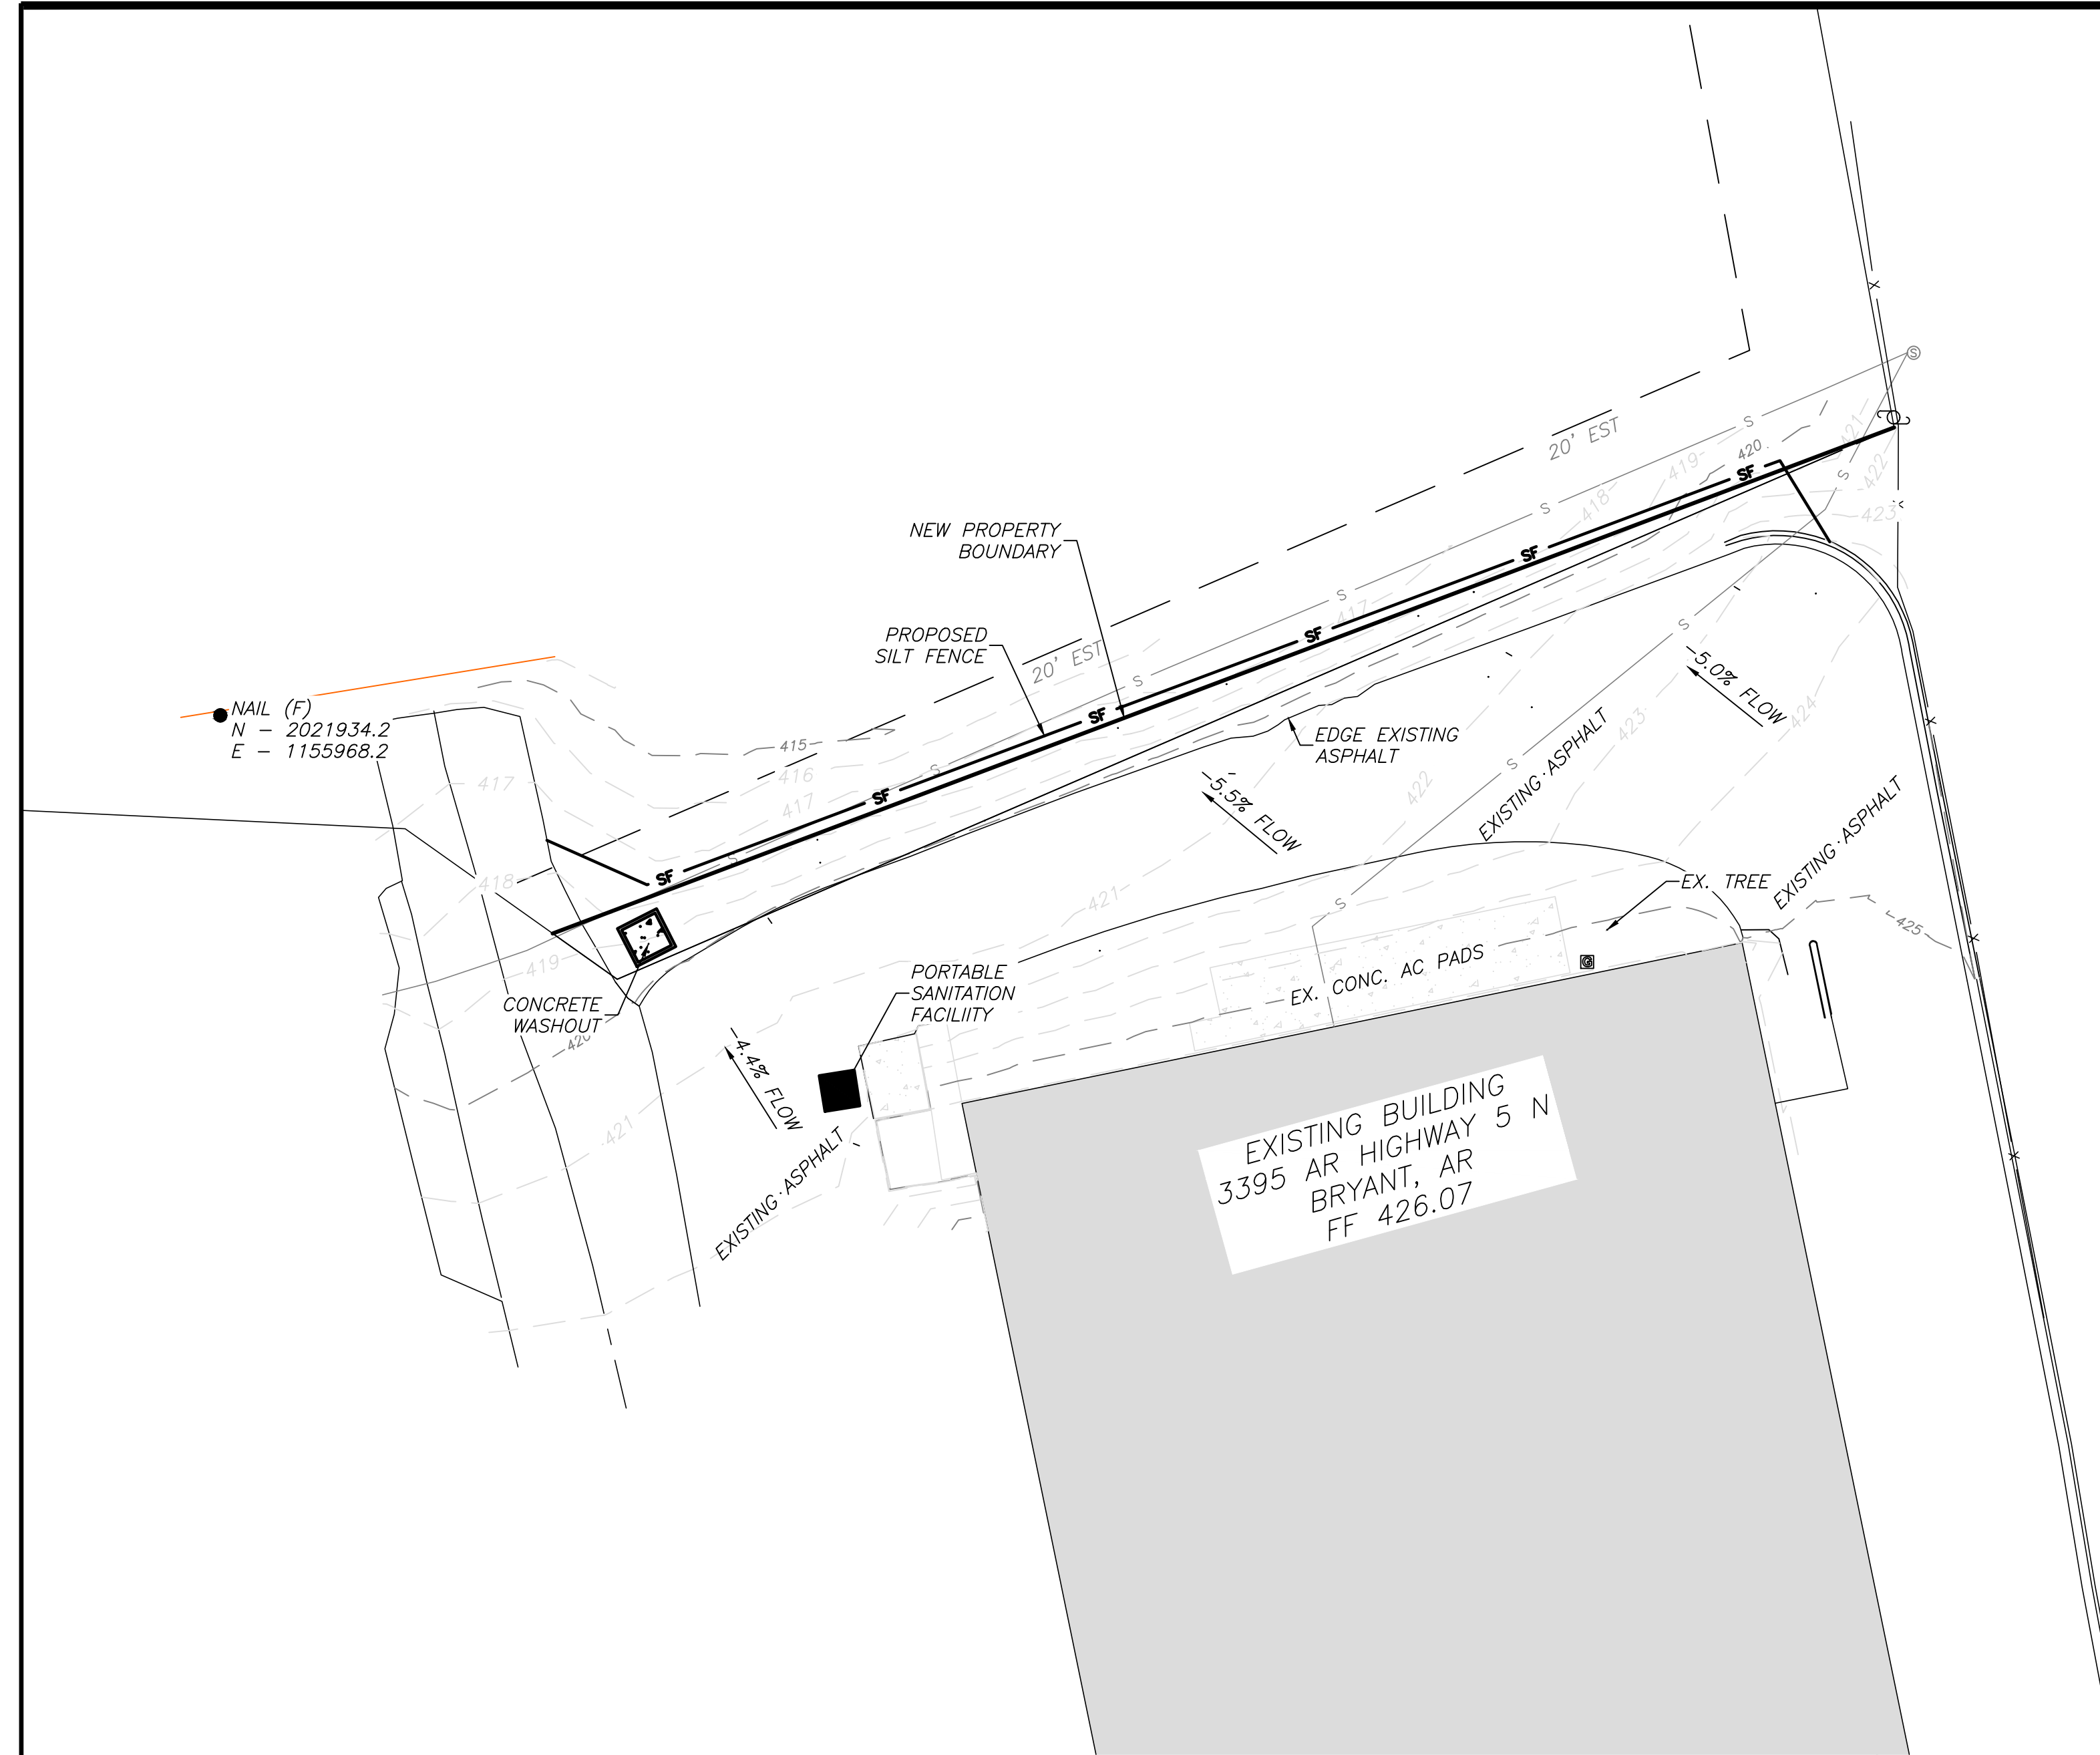 20' EST
421
419
420
422
418
423
SF
S
NEW PROPERTY
BOUNDARY
SF
S
417
S
SF
PROPOSED
SILT FENCE
20' EST
S
SF
NAIL (F)
N - 2021934.2
E - 1155968.2
-5.0% FLOW
424
423
EXISTING ASPHALT
EDGE EXISTING
ASPHALT
415
416
417
417
S
SF
S
-5.5% FLOW
422
S
EXISTING ASPHALT
EX. TREE
418
SF
S
421
S
425
419
CONCRETE
WASHOUT
420
PORTABLE
SANITATION
FACILIITY
EX. CONC. AC PADS
G
-4.4% FLOW
421
EXISTING ASPHALT
EXISTING BUILDING
3395 AR HIGHWAY 5 N
BRYANT, AR
FF 426.07